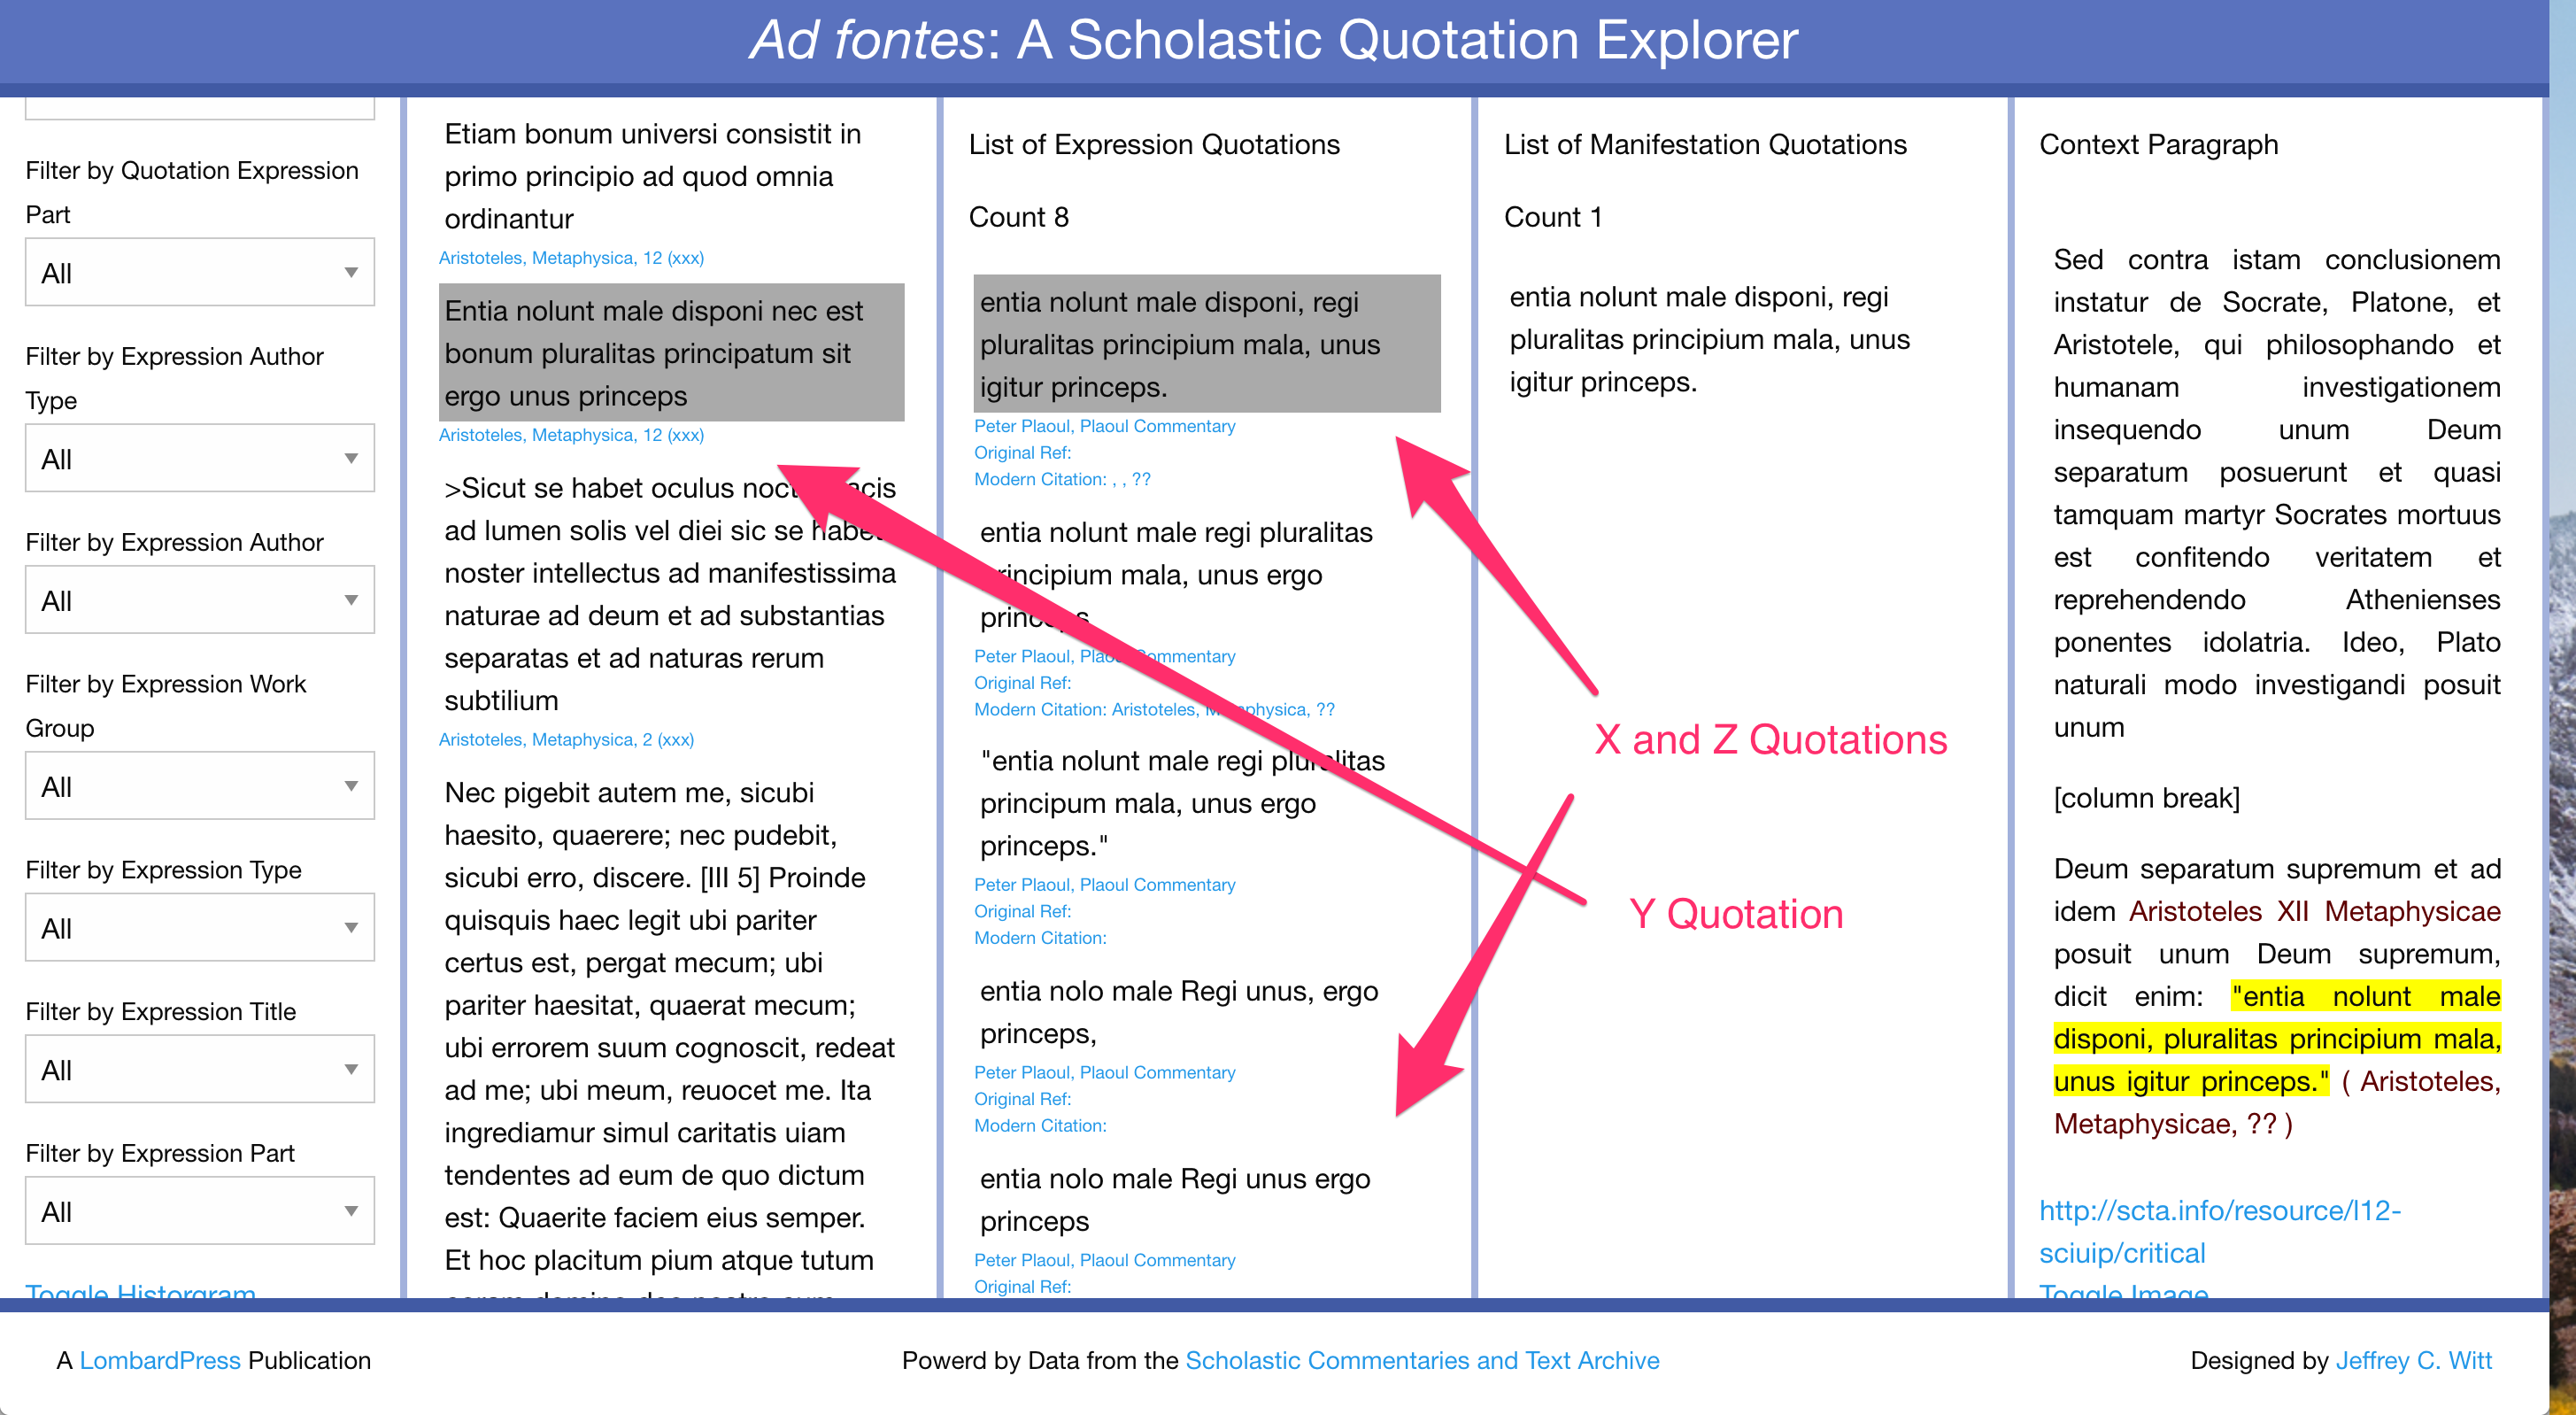 Ad fontes: A Scholastic Quotation Explorer
Filter by Quotation Expression
Part
All
Filter by Expression Author
Type
All
Filter by Expression Author
All
Filter by Expression Work
Group
All
Filter by Expression Type
All
Filter by Expression Title
All
Filter by Expression Part
All
Toggle Historgram
Etiam bonum universi consistit in
primo principio ad quod omnia
ordinantur
Aristoteles, Metaphysica, 12 (xxx)
Entia nolunt male disponi nec est
bonum pluralitas principatum sit
ergo unus princeps
Aristoteles, Metaphysica, 12 (xxx)
>Sicut se habet oculus
ad lumen solis vel diei sic se habet
noster intellectus ad manifestissima
naturae ad deum et ad substantias
separatas et ad naturas rerum
subtilium
Aristoteles, Metaphysica, 2 (xxx)
Nec pigebit autem me, sicubi
haesito, quaerere; nec pudebit,
sicubi erro, discere. [III 5] Proinde
quisquis haec legit ubi pariter
certus est, pergat mecum; ubi
pariter haesitat, quaerat mecum;
ubi errorem suum cognoscit, redeat
ad me; ubi meum, reuocet me. Ita
ingrediamur simul caritatis uiam
tendentes ad eum de quo dictum
est: Quaerite faciem eius semper.
Et hoc placitum pium atque tutum
List of Expression Quotations
Count 8
entia nolunt male disponi, regi
pluralitas principium mala, unus
igitur princeps.
Peter Plaoul, Plaoul Commentary
Original Ref:
Modern Citation: , , ??
entia nolunt male regi pluralitas
principium mala, unus ergo
princeps
Peter Plaoul, Plaoul Commentary
Original Ref:
Modern Citation: Aristoteles, Metaphysica, ??
"entia nolunt male regi pluralitas
principum mala, unus ergo
princeps."
Peter Plaoul, Plaoul Commentary
Original Ref:
Modern Citation:
entia nolo male Regi unus, ergo
princeps,
Peter Plaoul, Plaoul Commentary
Original Ref:
Modern Citation:
entia nolo male Regi unus ergo
princeps
Peter Plaoul, Plaoul Commentary
Original Ref:
List of Manifestation Quotations
Count 1
entia nolunt male disponi, regi
pluralitas principium mala, unus
igitur princeps.
X and Z Quotations
Y Quotation
Context Paragraph
Sed contra istam conclusionem
instatur de Socrate, Platone, et
Aristotele, qui philosophando et
humanam investigationem
insequendo unum Deum
separatum posuerunt et quasi
tamquam martyr Socrates mortuus
est confitendo veritatem et
reprehendendo Athenienses
ponentes idolatria. Ideo, Plato
naturali modo investigandi posuit
unum
[column break]
Deum separatum supremum et ad
idem Aristoteles XII Metaphysicae
posuit unum Deum supremum,
dicit enim: "entia nolunt male
disponi, pluralitas principium mala,
unus igitur princeps." ( Aristoteles,
Metaphysicae, ?? )
http://scta.info/resource/l12-
sciuip/critical
Toggle Image
A LombardPress Publication
Powerd by Data from the Scholastic Commentaries and Text Archive
Designed by Jeffrey C. Witt